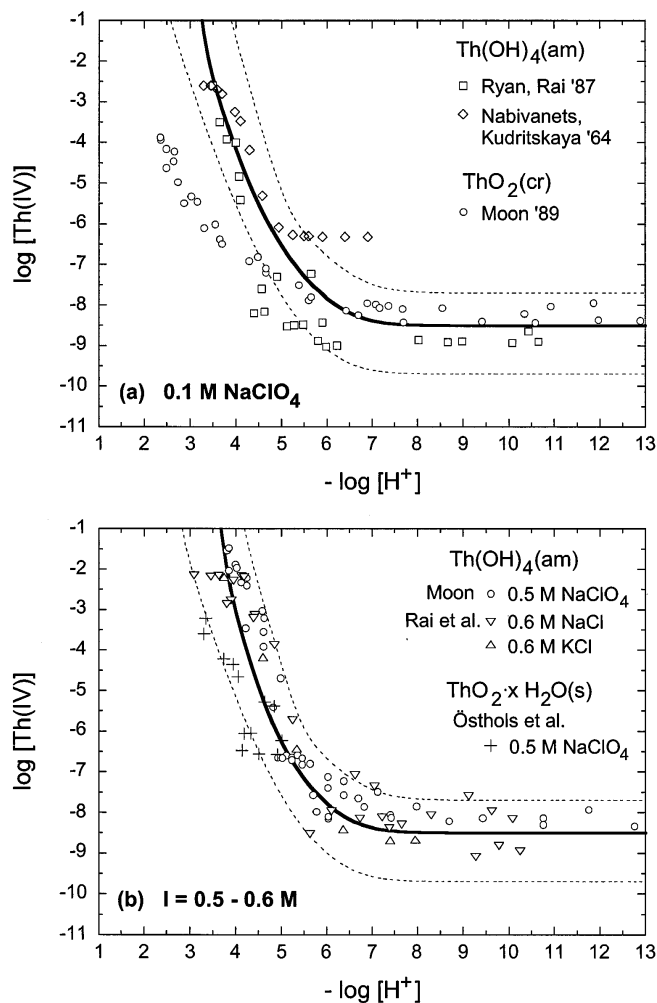 -1
-2
-3
-4
-5
-6
-7
-8
-9
-10
-11
log [Th(IV)]
Th(OH)4(am)
Ryan, Rai '87
Nabivanets,
Kudritskaya '64
ThO2(cr)
Moon '89
(a) 0.1 M NaClO4
1 2 3 4 5 6 7 8 9 10 11 12 13
- log [H+]
-1
-2
-3
-4
-5
-6
-7
-8
-9
-10
-11
log [Th(IV)]
Th(OH)4(am)
Moon ○ 0.5 M NaClO4
Rai et al. ▽ 0.6 M NaCl
△ 0.6 M KCl
ThO2·x H2O(s)
Östhols et al.
+ 0.5 M NaClO4
(b) I = 0.5 - 0.6 M
1 2 3 4 5 6 7 8 9 10 11 12 13
- log [H+]